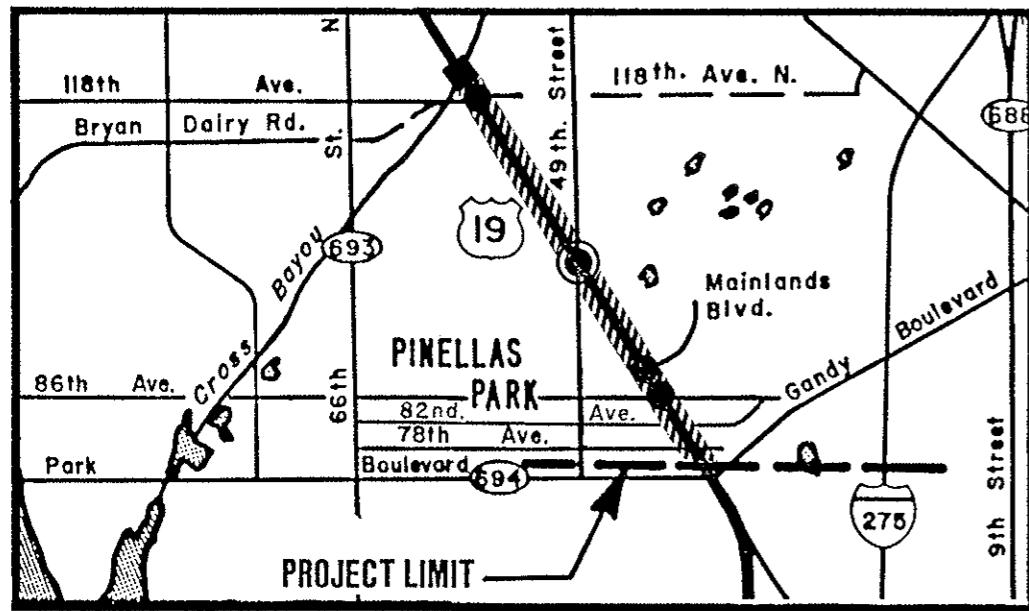 118th Ave.
Bryan Dairy Rd.
N
St.
49th. Street
118th. Ave. N.
688
693
19
Cross Bayou
Mainlands
Blvd.
PINELLAS
PARK
Gandy Boulevard
86th Ave.
66th
82nd. Ave.
78th Ave.
Park Boulevard
694
275
9th Street
PROJECT LIMIT